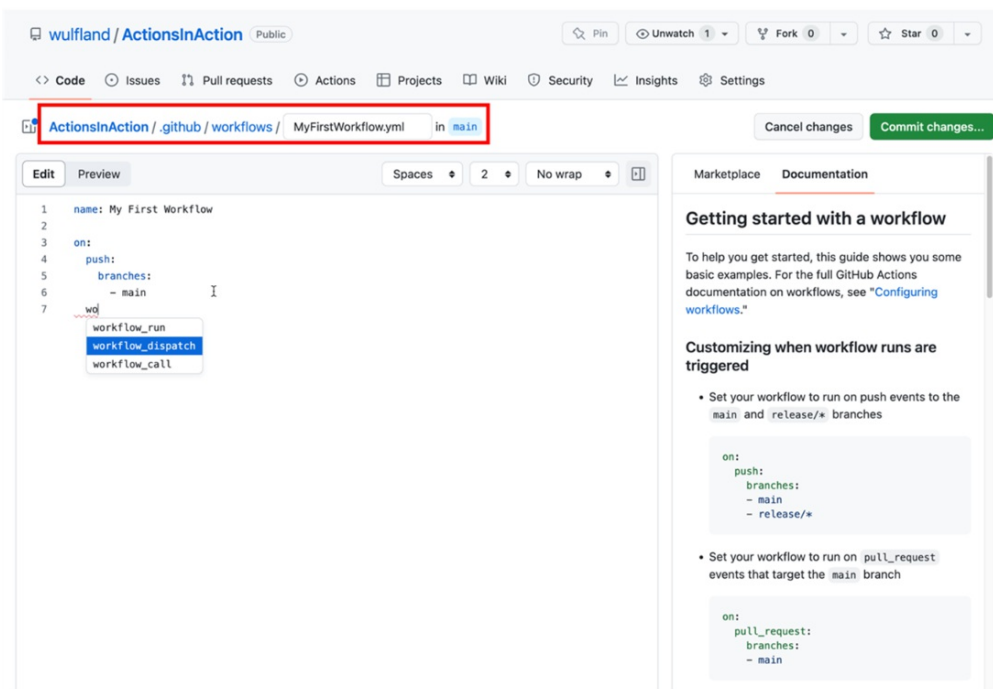 wulfland / ActionsInAction Public
Pin
Unwatch 1
Fork 0
Star 0
<> Code
Issues
Pull requests
Actions
Projects
Wiki
Security
Insights
Settings
ActionsInAction / .github / workflows / MyFirstWorkflow.yml in main
Cancel changes
Commit changes...
Edit
Preview
Spaces
2
No wrap
1 name: My First Workflow
2
3 on:
4 push:
5 branches:
6 - main
7 wo
workflow_run
workflow_dispatch
workflow_call
Marketplace
Documentation
Getting started with a workflow
To help you get started, this guide shows you some
basic examples. For the full GitHub Actions
documentation on workflows, see "Configuring
workflows."
Customizing when workflow runs are
triggered
• Set your workflow to run on push events to the
main and release/* branches
on:
push:
branches:
- main
- release/*
• Set your workflow to run on pull_request
events that target the main branch
on:
pull_request:
branches:
- main